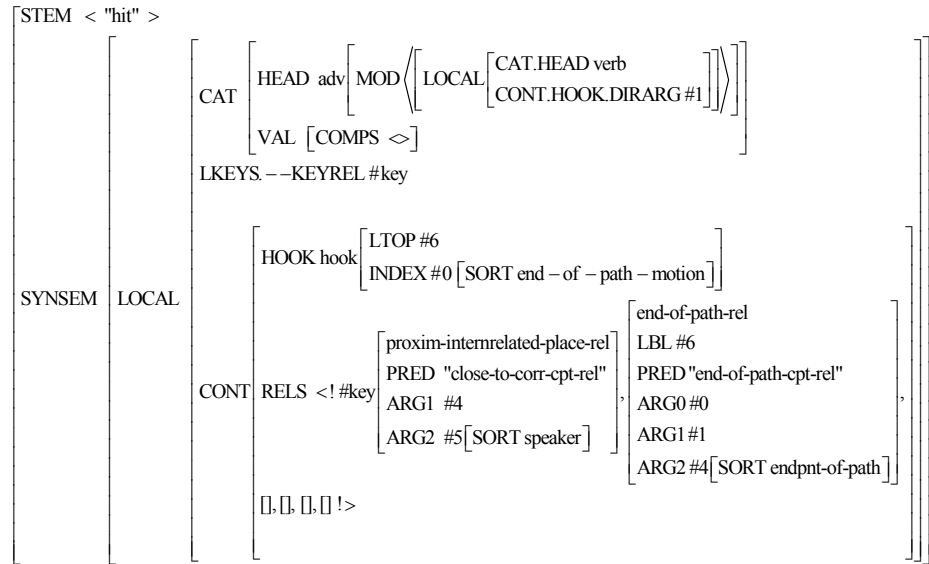 STEM < "hit" >
SYNSEM
LOCAL
CAT
HEAD adv
MOD
LOCAL
CAT.HEAD verb
CONT.HOOK.DIRARG #1
VAL [COMPS <>]
LKEYS.--KEYREL #key
CONT
HOOK hook
LTOP #6
INDEX #0 [SORT end – of – path – motion]
RELS <! #key
proxim-internrelated-place-rel
PRED "close-to-corr-cpt-rel"
ARG1 #4
ARG2 #5[SORT speaker]
,
end-of-path-rel
LBL #6
PRED "end-of-path-cpt-rel"
ARG0 #0
ARG1 #1
ARG2 #4[SORT endpnt-of-path]
,
[],[],[],[] !>